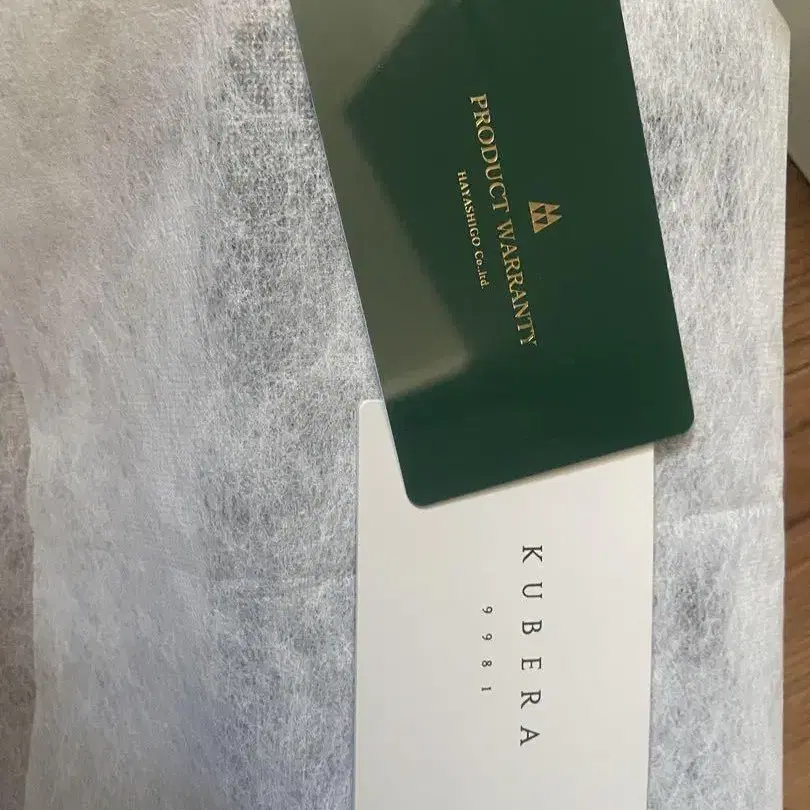 PRODUCT WARRANTY
HAYASHIGO Co.,ltd.
KUBERA
9981